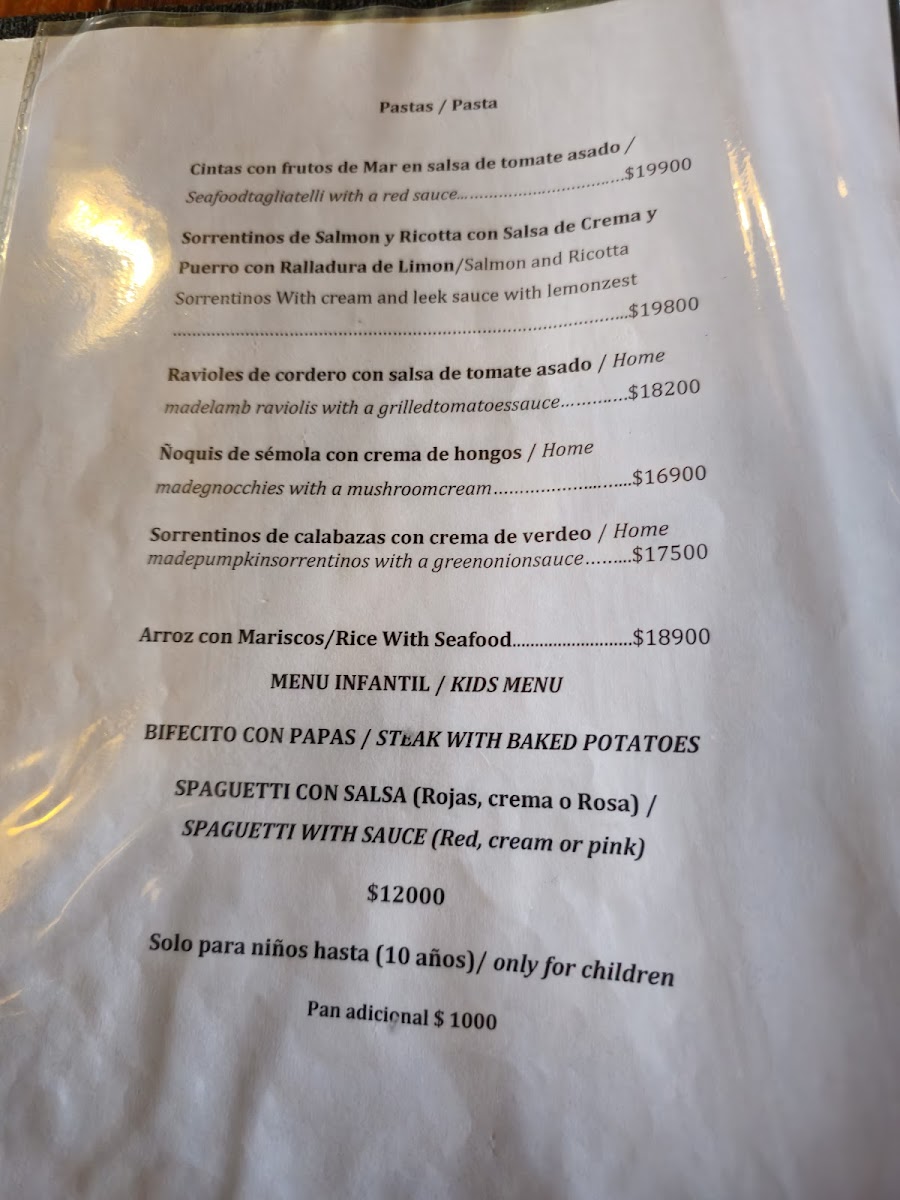 Pastas / Pasta
Cintas con frutos de Mar en salsa de tomate asado /
Seafoodtagliatelli with a red sauce...............................................$19900
Sorrentinos de Salmon y Ricotta con Salsa de Crema y
Puerro con Ralladura de Limon/Salmon and Ricotta
Sorrentinos With cream and leek sauce with lemonzest
..........................................................................................$19800
Ravioles de cordero con salsa de tomate asado / Home
madelamb raviolis with a grilledtomatoessauce.............$18200
Ñoquis de sémola con crema de hongos / Home
madegnocchies with a mushroomcream..........................$16900
Sorrentinos de calabazas con crema de verdeo / Home
madepumpkinsorrentinos with a greenonionsauce.........$17500
Arroz con Mariscos/Rice With Seafood..........................$18900
MENU INFANTIL / KIDS MENU
BIFECITO CON PAPAS / STEAK WITH BAKED POTATOES
SPAGUETTI CON SALSA (Rojas, crema o Rosa) /
SPAGUETTI WITH SAUCE (Red, cream or pink)
$12000
Solo para niños hasta (10 años)/ only for children
Pan adicional $ 1000